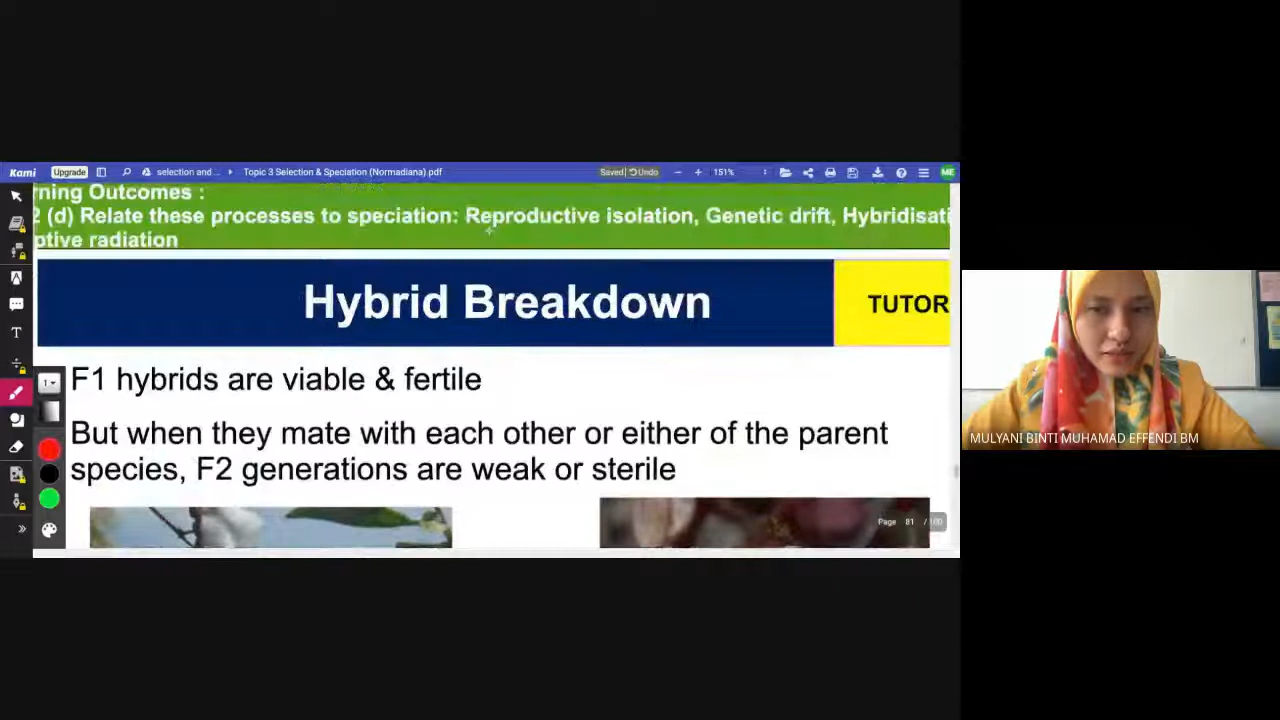 Kami Upgrade selection and... Topic 3 Selection & Speciation (Normadiana).pdf Saved Undo 151% ME
rning Outcomes :
2 (d) Relate these processes to speciation: Reproductive isolation, Genetic drift, Hybridisati
ptive radiation
Hybrid Breakdown
TUTOR
F1 hybrids are viable & fertile
But when they mate with each other or either of the parent
species, F2 generations are weak or sterile
Page 81 / 100
MULYANI BINTI MUHAMAD EFFENDI BM